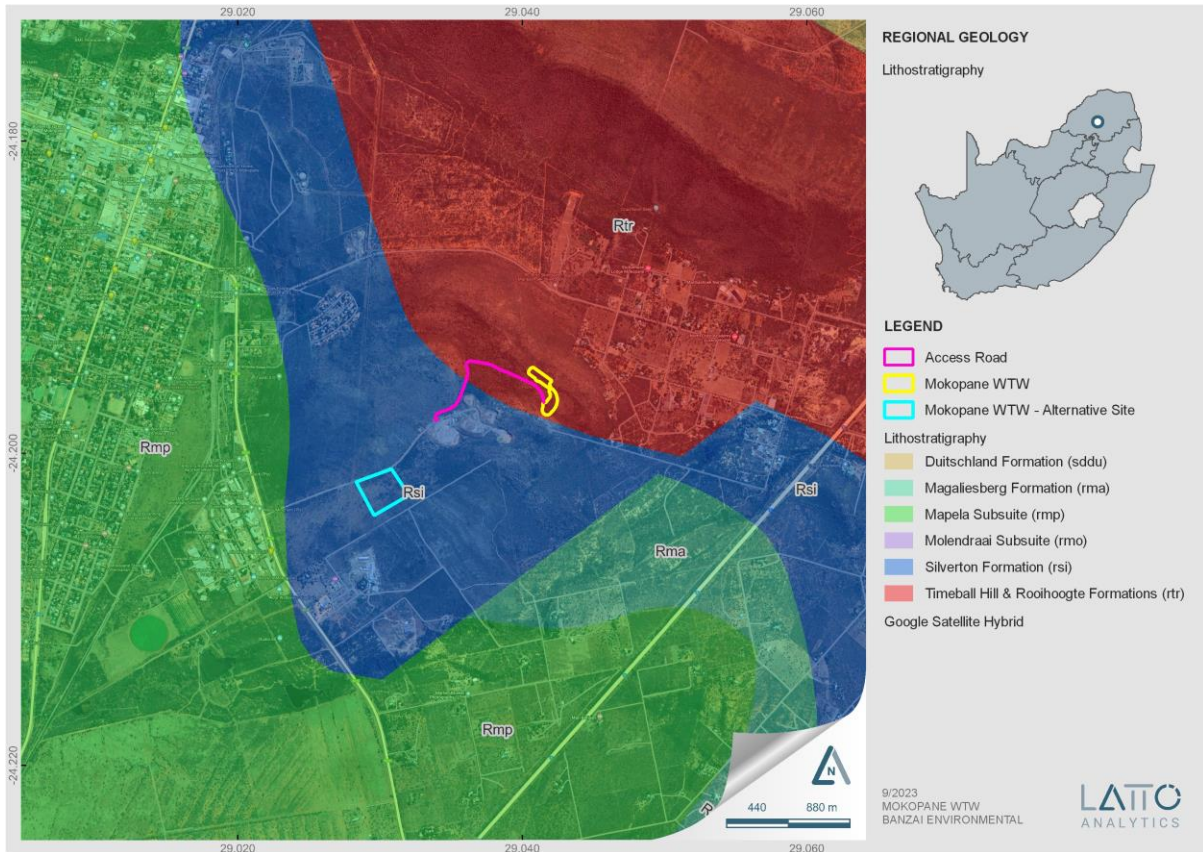 29.020
29.040
29.060
-24.180
-24.200
-24.220
Rtr
Rmp
Rsi
Rsi
Rma
Rmp
R
N
440
880 m
29.020
29.040
29.060
REGIONAL GEOLOGY
Lithostratigraphy
LEGEND
Access Road
Mokopane WTW
Mokopane WTW - Alternative Site
Lithostratigraphy
Duitschland Formation (sddu)
Magaliesberg Formation (rma)
Mapela Subsuite (rmp)
Molendraai Subsuite (rmo)
Silverton Formation (rsi)
Timeball Hill & Rooihoogte Formations (rtr)
Google Satellite Hybrid
9/2023
MOKOPANE WTW
BANZAI ENVIRONMENTAL
LATTO
ANALYTICS